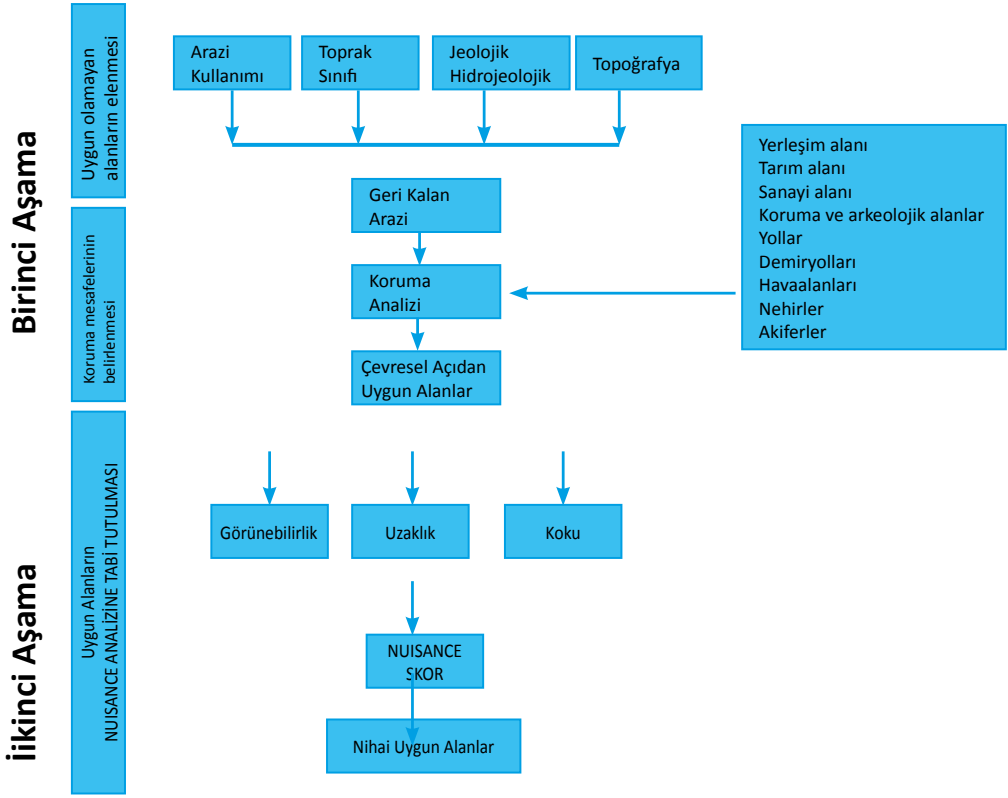 Birinci Aşama
Uygun olamayan
alanların elenmesi
Arazi
Kullanımı
Toprak
Sınıfı
Jeolojik
Hidrojeolojik
Topoğrafya
Koruma mesafelerinin
belirlenmesi
Geri Kalan
Arazi
Koruma
Analizi
Çevresel Açıdan
Uygun Alanlar
Yerleşim alanı
Tarım alanı
Sanayi alanı
Koruma ve arkeolojik alanlar
Yollar
Demiryolları
Havaalanları
Nehirler
Akiferler
İikinci Aşama
Uygun Alanların
NUISANCE ANALİZİNE TABİ TUTULMASI
Görünebilirlik
Uzaklık
Koku
NUISANCE
SKOR
Nihai Uygun Alanlar